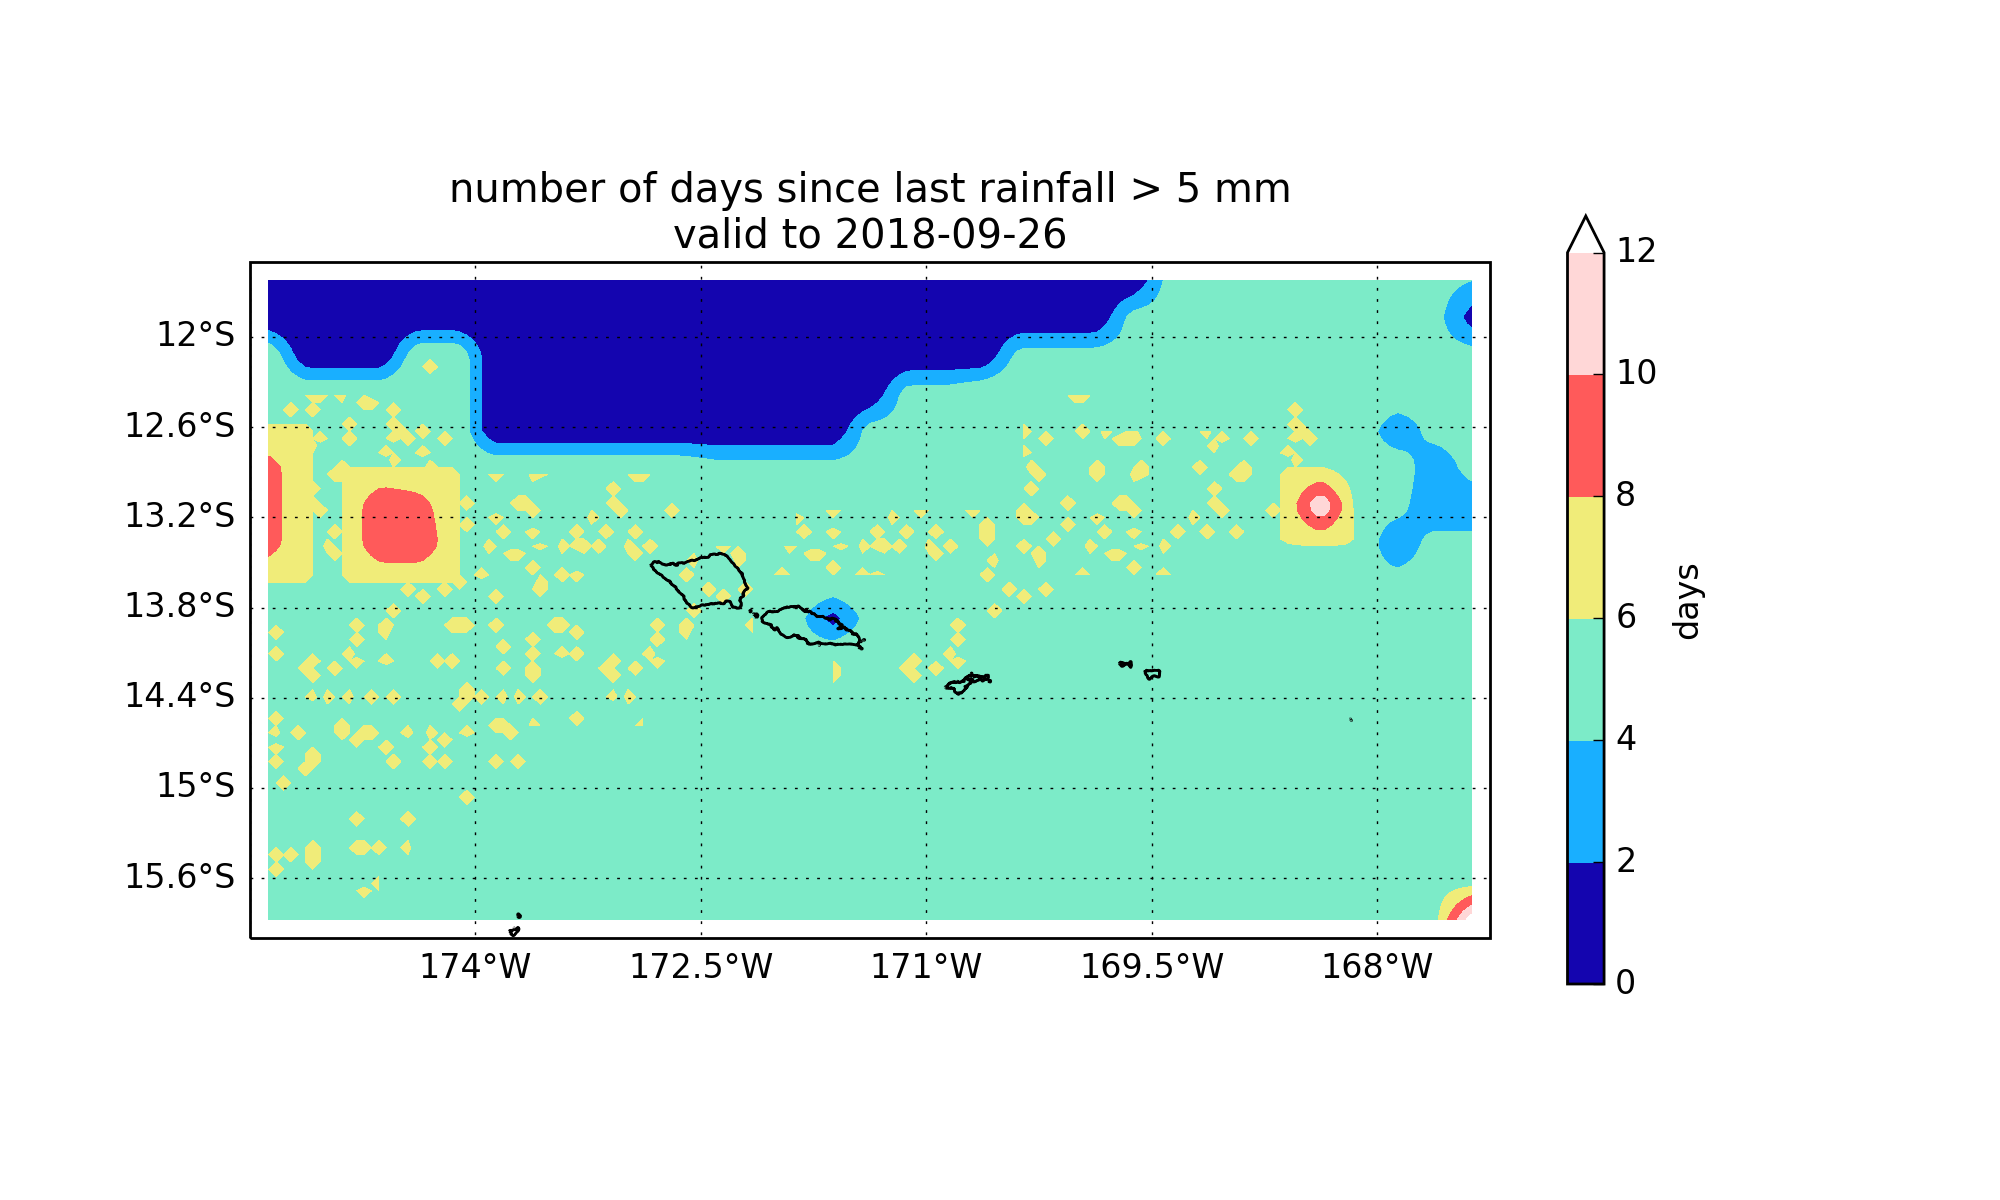 number of days since last rainfall > 5 mm
valid to 2018-09-26
12°S
12.6°S
13.2°S
13.8°S
14.4°S
15°S
15.6°S
174°W
172.5°W
171°W
169.5°W
168°W
12
10
8
6
4
2
0
days